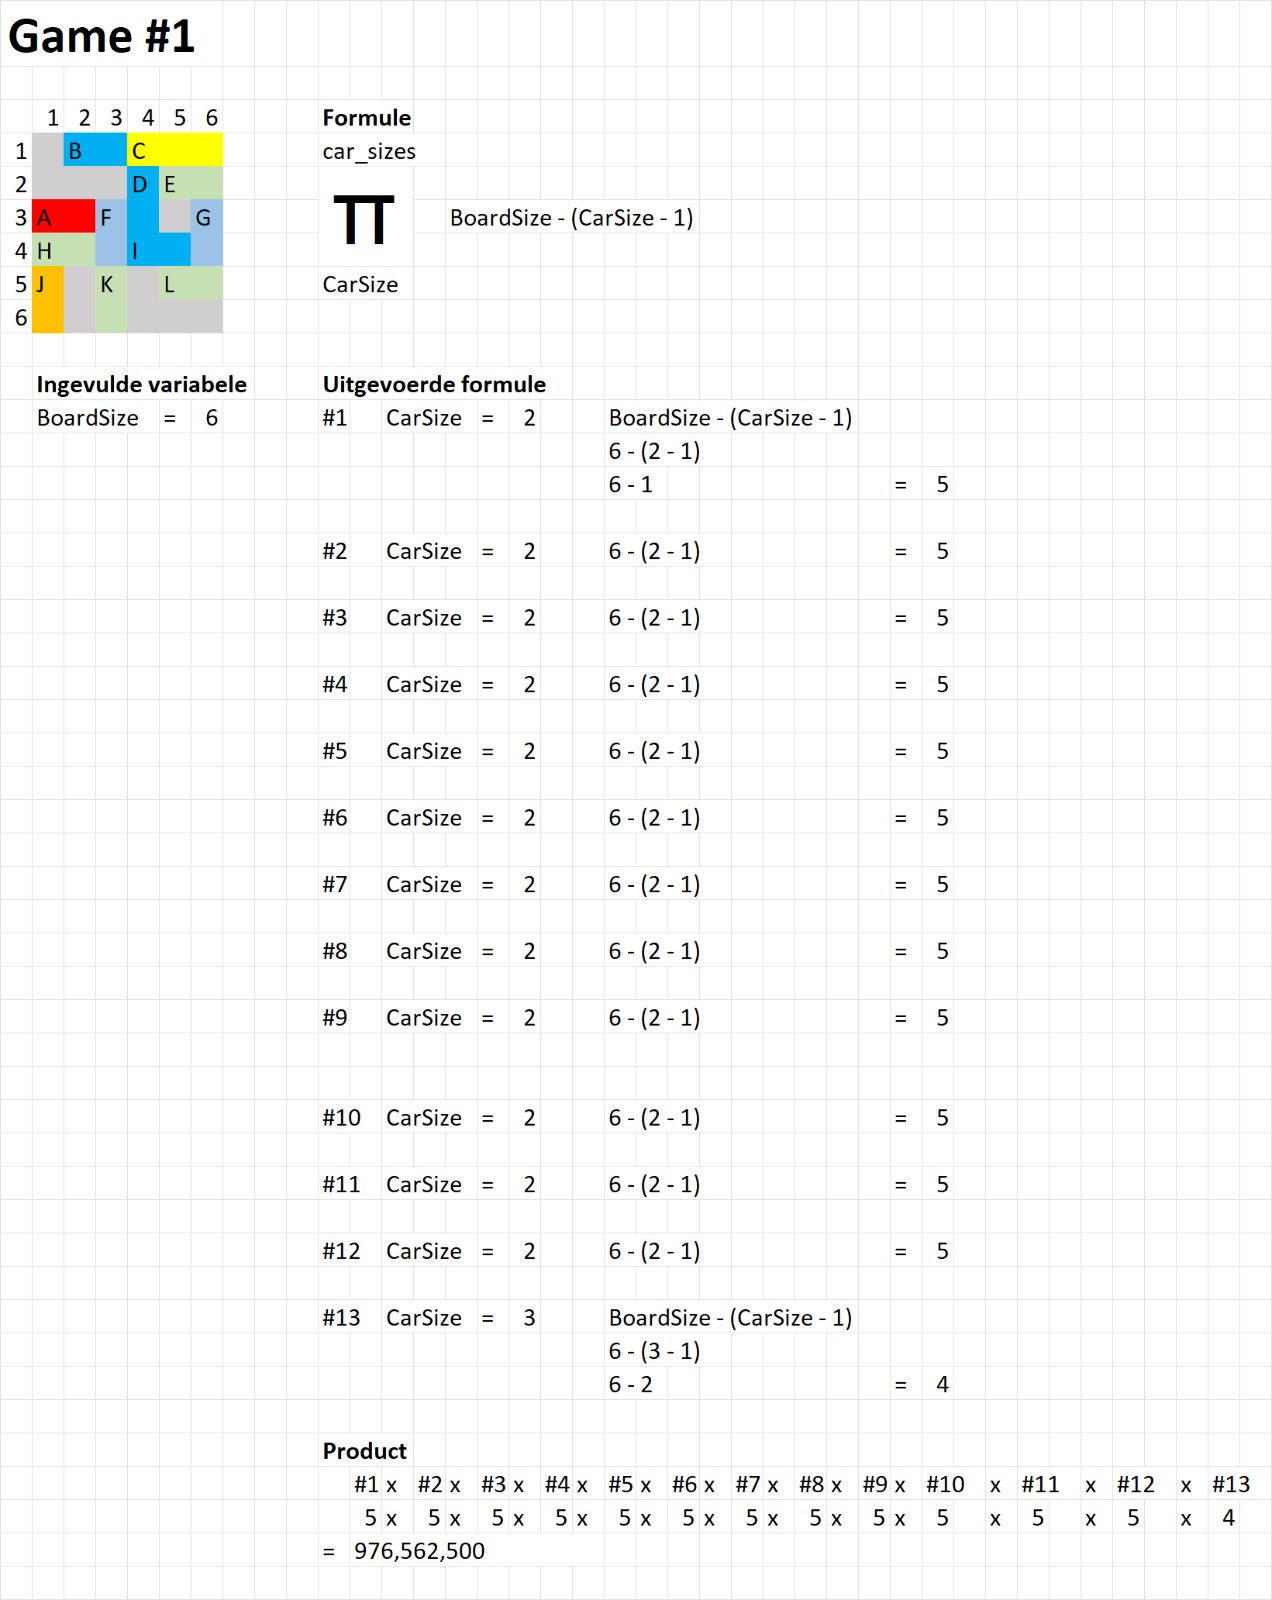 Game #1
1 2 3 4 5 6 Formule
1 B C car_sizes
2 D E
3 A F G TT BoardSize - (CarSize - 1)
4 H I
5 J K L CarSize
6
Ingevulde variabele Uitgevoerde formule
BoardSize = 6 #1 CarSize = 2 BoardSize - (CarSize - 1)
6 - (2 - 1)
6 - 1 = 5
#2 CarSize = 2 6 - (2 - 1) = 5
#3 CarSize = 2 6 - (2 - 1) = 5
#4 CarSize = 2 6 - (2 - 1) = 5
#5 CarSize = 2 6 - (2 - 1) = 5
#6 CarSize = 2 6 - (2 - 1) = 5
#7 CarSize = 2 6 - (2 - 1) = 5
#8 CarSize = 2 6 - (2 - 1) = 5
#9 CarSize = 2 6 - (2 - 1) = 5
#10 CarSize = 2 6 - (2 - 1) = 5
#11 CarSize = 2 6 - (2 - 1) = 5
#12 CarSize = 2 6 - (2 - 1) = 5
#13 CarSize = 3 BoardSize - (CarSize - 1)
6 - (3 - 1)
6 - 2 = 4
Product
#1 x #2 x #3 x #4 x #5 x #6 x #7 x #8 x #9 x #10 x #11 x #12 x #13
5 x 5 x 5 x 5 x 5 x 5 x 5 x 5 x 5 x 5 x 5 x 5 x 4
= 976,562,500